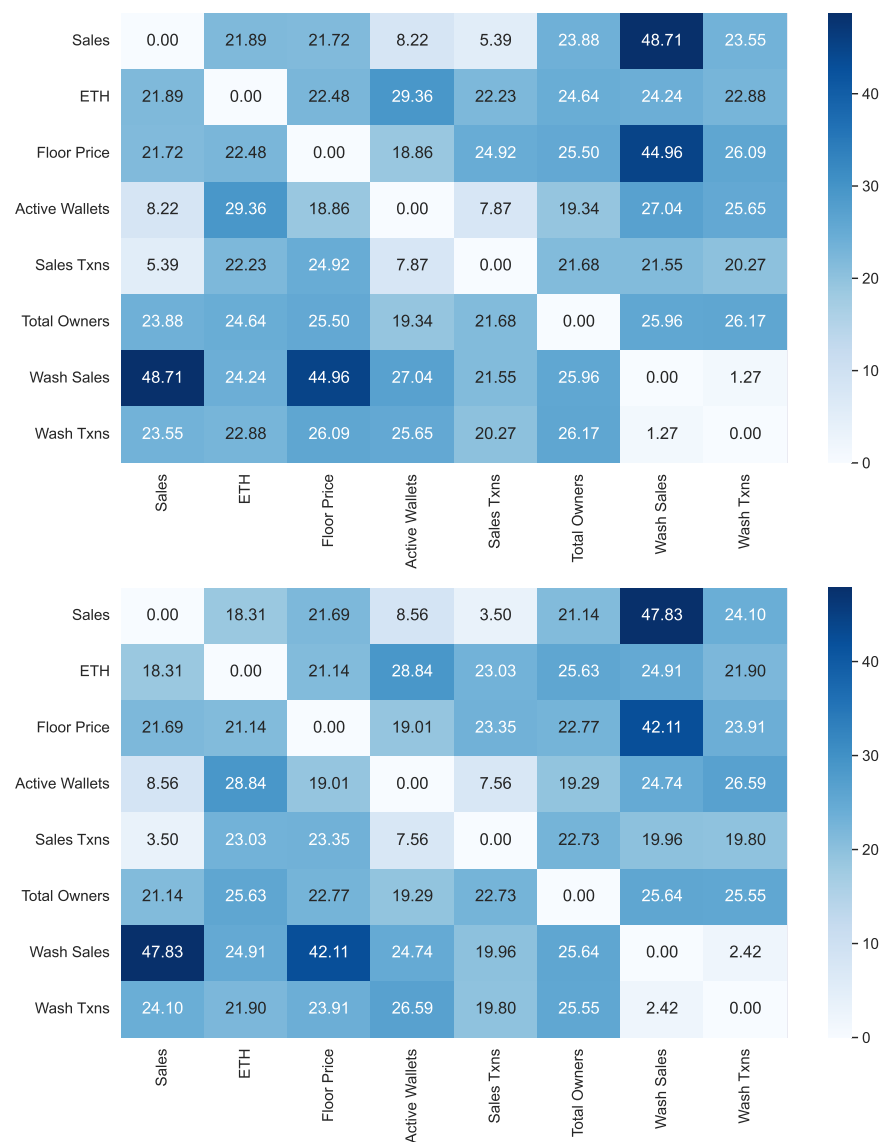 Sales 0.00 21.89 21.72 8.22 5.39 23.88 48.71 23.55
ETH 21.89 0.00 22.48 29.36 22.23 24.64 24.24 22.88 40
Floor Price 21.72 22.48 0.00 18.86 24.92 25.50 44.96 26.09
Active Wallets 8.22 29.36 18.86 0.00 7.87 19.34 27.04 25.65 30
Sales Txns 5.39 22.23 24.92 7.87 0.00 21.68 21.55 20.27 20
Total Owners 23.88 24.64 25.50 19.34 21.68 0.00 25.96 26.17
Wash Sales 48.71 24.24 44.96 27.04 21.55 25.96 0.00 1.27 10
Wash Txns 23.55 22.88 26.09 25.65 20.27 26.17 1.27 0.00
0
Sales ETH Floor Price Active Wallets Sales Txns Total Owners Wash Sales Wash Txns
Sales 0.00 18.31 21.69 8.56 3.50 21.14 47.83 24.10
ETH 18.31 0.00 21.14 28.84 23.03 25.63 24.91 21.90 40
Floor Price 21.69 21.14 0.00 19.01 23.35 22.77 42.11 23.91
Active Wallets 8.56 28.84 19.01 0.00 7.56 19.29 24.74 26.59 30
Sales Txns 3.50 23.03 23.35 7.56 0.00 22.73 19.96 19.80 20
Total Owners 21.14 25.63 22.77 19.29 22.73 0.00 25.64 25.55
Wash Sales 47.83 24.91 42.11 24.74 19.96 25.64 0.00 2.42 10
Wash Txns 24.10 21.90 23.91 26.59 19.80 25.55 2.42 0.00
0
Sales ETH Floor Price Active Wallets Sales Txns Total Owners Wash Sales Wash Txns